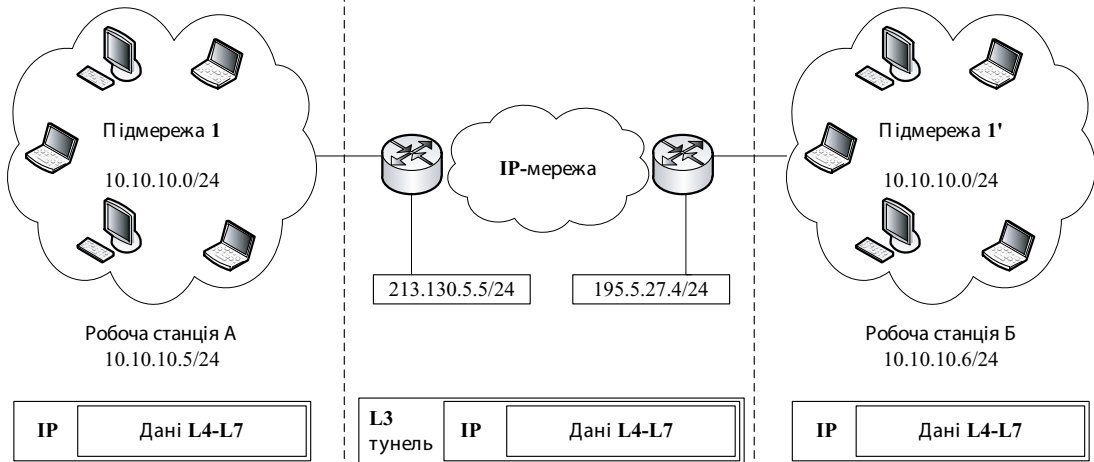 Підмережа 1
10.10.10.0/24
IP-мережа
Підмережа 1'
10.10.10.0/24
213.130.5.5/24
195.5.27.4/24
Робоча станція А
10.10.10.5/24
Робоча станція Б
10.10.10.6/24
IP
Дані L4-L7
L3
тунель
IP
Дані L4-L7
IP
Дані L4-L7